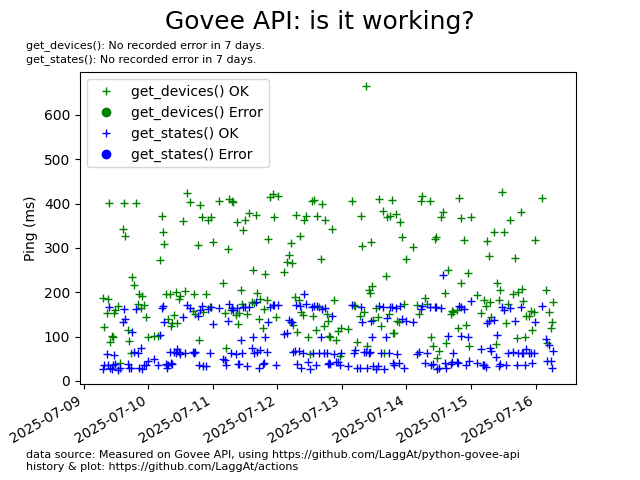 Govee API: is it working?
get_devices(): No recorded error in 7 days.
get_states(): No recorded error in 7 days.
get_devices() OK
get_devices() Error
get_states() OK
get_states() Error
Ping (ms)
600
500
400
300
200
100
0
2025-07-09
2025-07-10
2025-07-11
2025-07-12
2025-07-13
2025-07-14
2025-07-15
2025-07-16
data source: Measured on Govee API, using https://github.com/LaggAt/python-govee-api
history & plot: https://github.com/LaggAt/actions